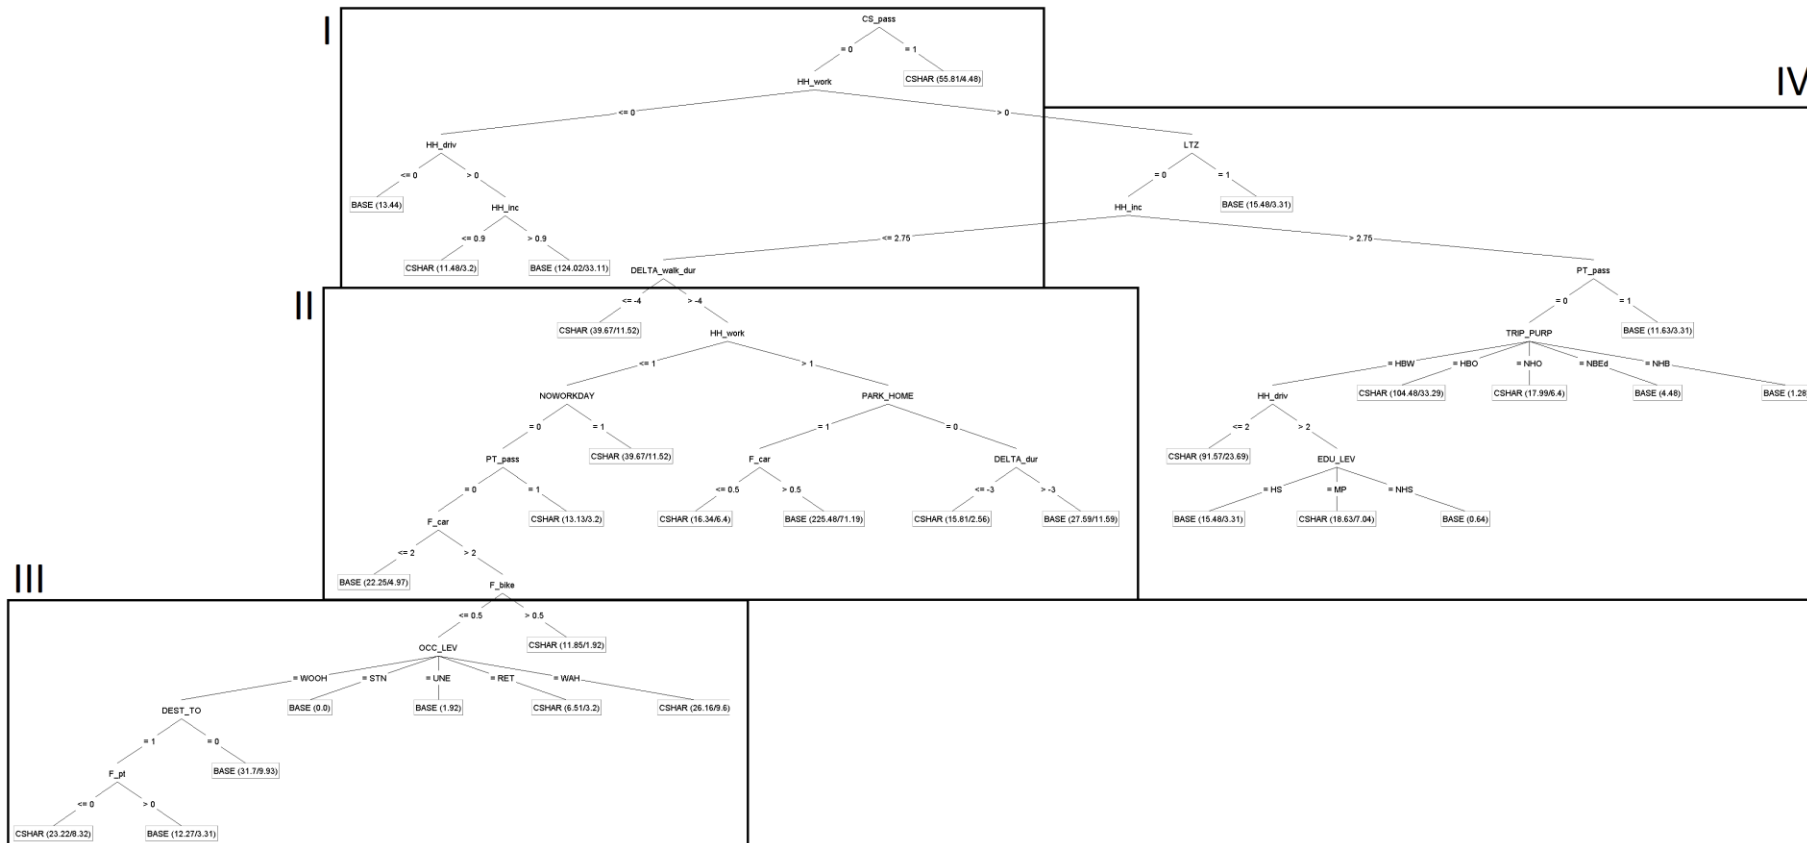 I
CS_pass
= 0 = 1
HH_work CSHAR (55.81/4.48)
IV
<= 0 > 0
HH_driv LTZ
<= 0 > 0 = 0 = 1
BASE (13.44) HH_inc HH_inc BASE (15.48/3.31)
<= 0.9 > 0.9 <= 2.75 > 2.75
CSHAR (11.48/3.2) BASE (124.02/33.11) DELTA_walk_dur PT_pass
II
<= -4 > -4 = 0 = 1
CSHAR (39.67/11.52) HH_work TRIP_PURP BASE (11.63/3.31)
<= 1 > 1 = HBW = HBO = NHO = NBEd = NHB
NOWORKDAY PARK_HOME HH_driv CSHAR (104.48/33.29) CSHAR (17.99/6.4) BASE (4.48) BASE (1.28)
= 0 = 1 = 1 = 0 <= 2 > 2
PT_pass CSHAR (39.67/11.52) F_car DELTA_dur CSHAR (91.57/23.69) EDU_LEV
= 0 = 1 <= 0.5 > 0.5 <= -3 > -3 = HS = MP = NHS
F_car CSHAR (13.13/3.2) CSHAR (16.34/6.4) BASE (225.48/71.19) CSHAR (15.81/2.56) BASE (27.59/11.59) BASE (15.48/3.31) CSHAR (18.63/7.04) BASE (0.64)
<= 2 > 2
BASE (22.25/4.97) F_bike
III
<= 0.5 > 0.5
OCC_LEV CSHAR (11.85/1.92)
= WOOH = STN = UNE = RET = WAH
DEST_TO BASE (0.0) BASE (1.92) CSHAR (6.51/3.2) CSHAR (26.16/9.6)
= 1 = 0
F_pt BASE (31.7/9.93)
<= 0 > 0
CSHAR (23.22/8.32) BASE (12.27/3.31)